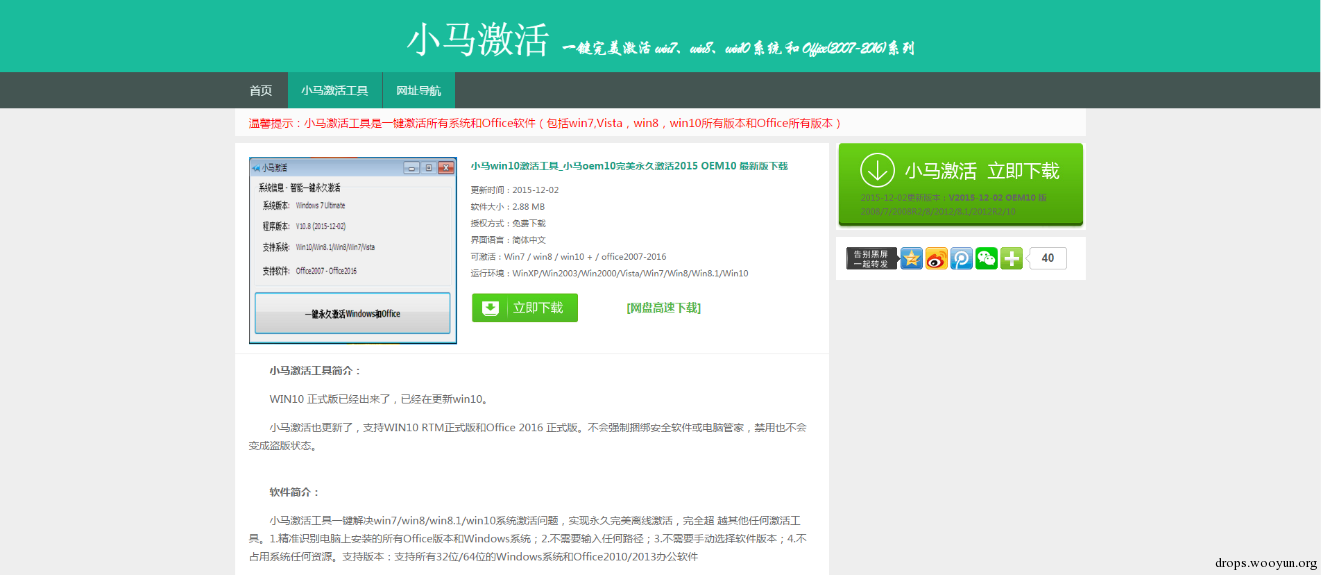 小马激活 一键完美激活 win7、win8、win10 系统 和 Office(2007-2016)系列
首页 小马激活工具 网址导航
温馨提示：小马激活工具是一键激活所有系统和Office软件（包括win7,Vista，win8，win10所有版本和Office所有版本）
小马激活
系统信息 · 智能一键永久激活
系统版本: Windows 7 Ultimate
程序版本: V10.8 (2015-12-02)
支持系统: Win10/Win8.1/Win8/Win7/Vista
支持软件: Office2007 - Office2016
一键永久激活Windows和Office
小马win10激活工具_小马oem10完美永久激活2015 OEM10 最新版下载
更新时间：2015-12-02
软件大小：2.88 MB
授权方式：免费下载
界面语言：简体中文
可激活：Win7 / win8 / win10 + / office2007-2016
运行环境：WinXP/Win2003/Win2000/Vista/Win7/Win8/Win8.1/Win10
立即下载 [网盘高速下载]
小马激活 立即下载
2015-12-02更新版本：V2015-12-02 OEM10 版
2008/7/2008R2/8/2012/8.1/2012R2/10
告别黑屏
一起转发
40
小马激活工具简介：
WIN10 正式版已经出来了，已经在更新win10。
小马激活也更新了，支持WIN10 RTM正式版和Office 2016 正式版。不会强制捆绑安全软件或电脑管家，禁用也不会
变成盗版状态。
软件简介：
小马激活工具一键解决win7/win8/win8.1/win10系统激活问题，实现永久完美离线激活，完全超 越其他任何激活工
具。1.精准识别电脑上安装的所有Office版本和Windows系统；2.不需要输入任何路径；3.不需要手动选择软件版本；4.不
占用系统任何资源。支持版本：支持所有32位/64位的Windows系统和Office2010/2013办公软件
drops.wooyun.org